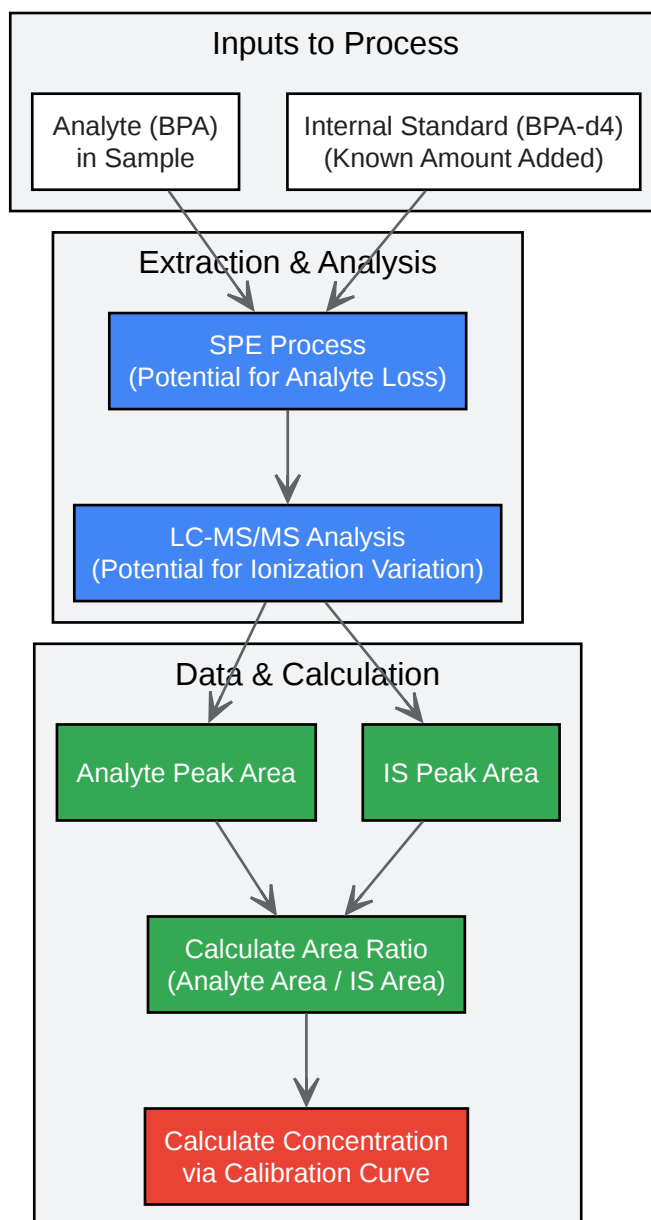 Inputs to Process
Analyte (BPA)
in Sample
Internal Standard (BPA-d4)
(Known Amount Added)
Extraction & Analysis
SPE Process
(Potential for Analyte Loss)
LC-MS/MS Analysis
(Potential for Ionization Variation)
Data & Calculation
Analyte Peak Area
IS Peak Area
Calculate Area Ratio
(Analyte Area / IS Area)
Calculate Concentration
via Calibration Curve